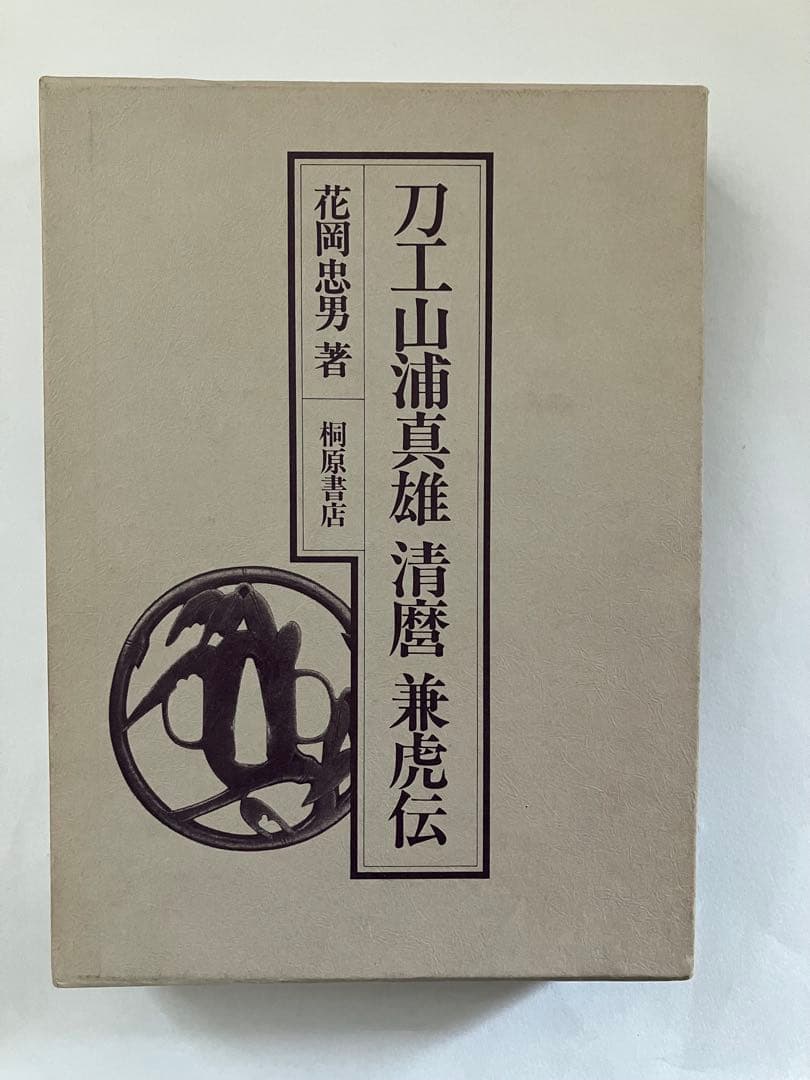 刀工山浦真雄 清麿 兼虎伝
花岡忠男 著
桐原書店